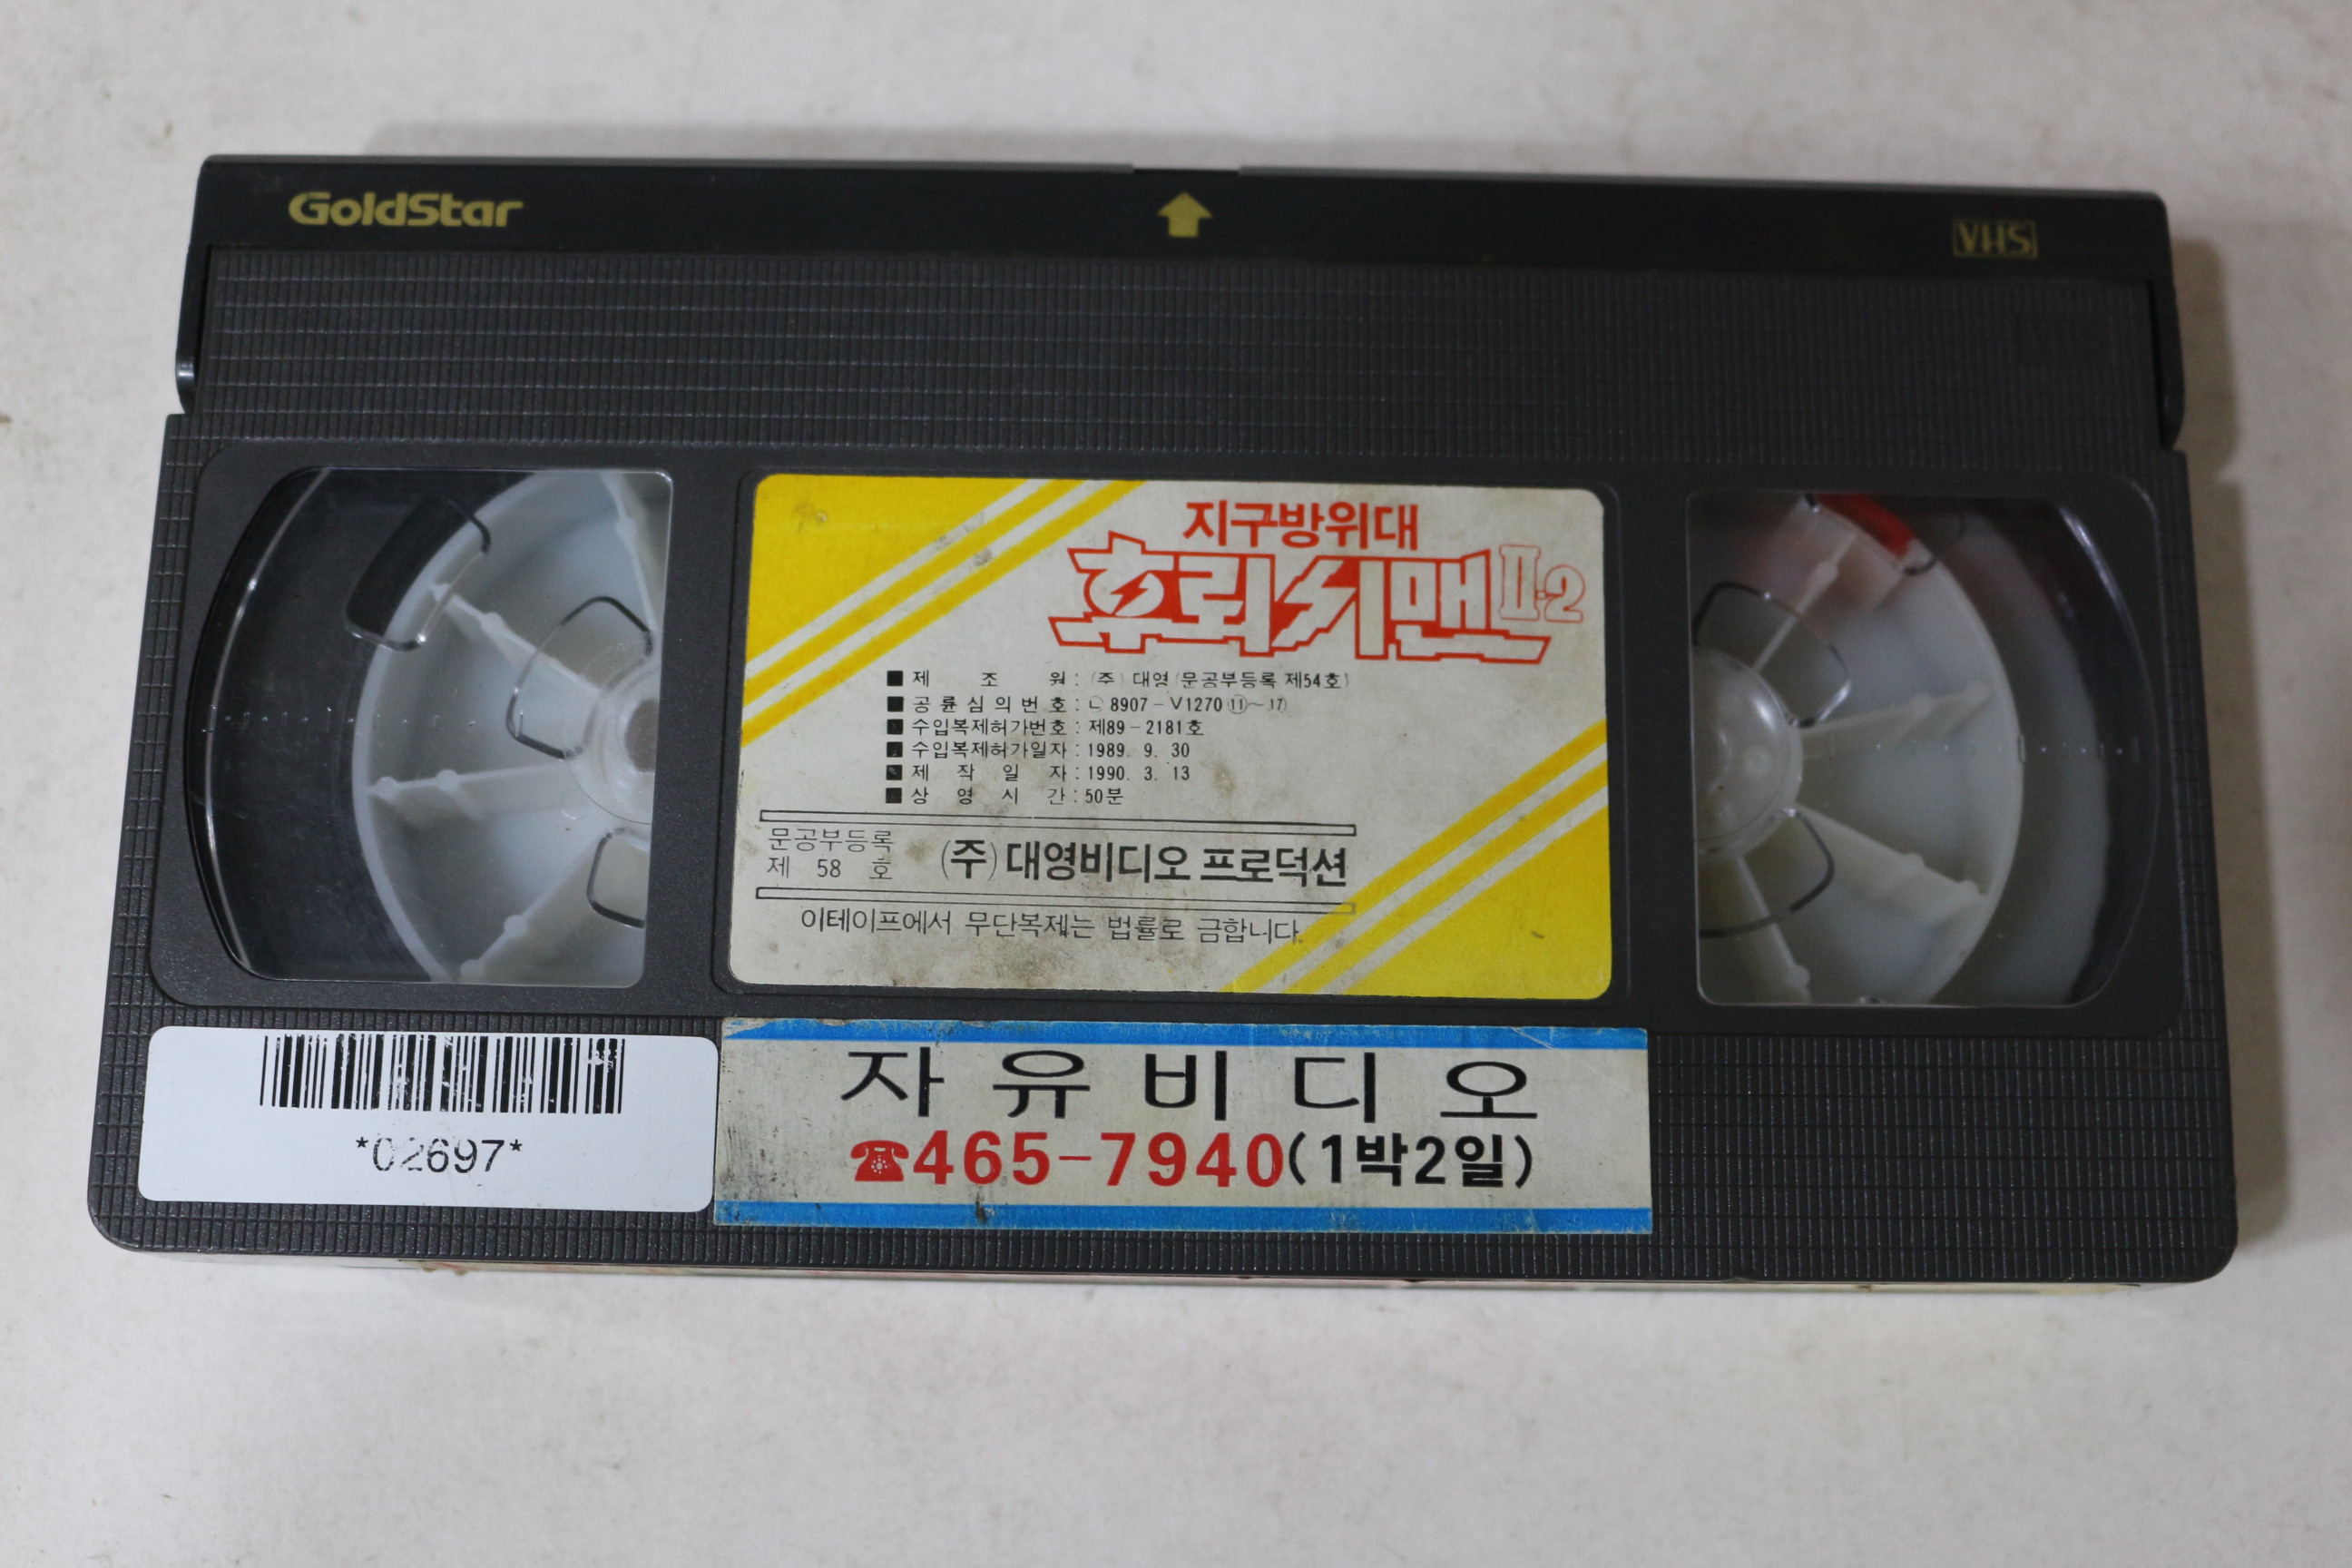 GoldStar
VHS
지구방위대
후뢰시맨 II-2
■ 제 조 원 : (주) 대영 (문공부등록 제54호)
■ 공륜심의번호 : ㉡ 8907-V1270 ⑪~⑰
■ 수입복제허가번호 : 제89-2181호
■ 수입복제허가일자 : 1989. 9. 30
■ 제 작 일 자 : 1990. 3. 13
■ 상 영 시 간 : 50분
문공부등록
제 58 호
(주) 대영비디오 프로덕션
이테이프에서 무단복제는 법률로 금합니다.
*02697*
자유비디오
☎465-7940(1박2일)